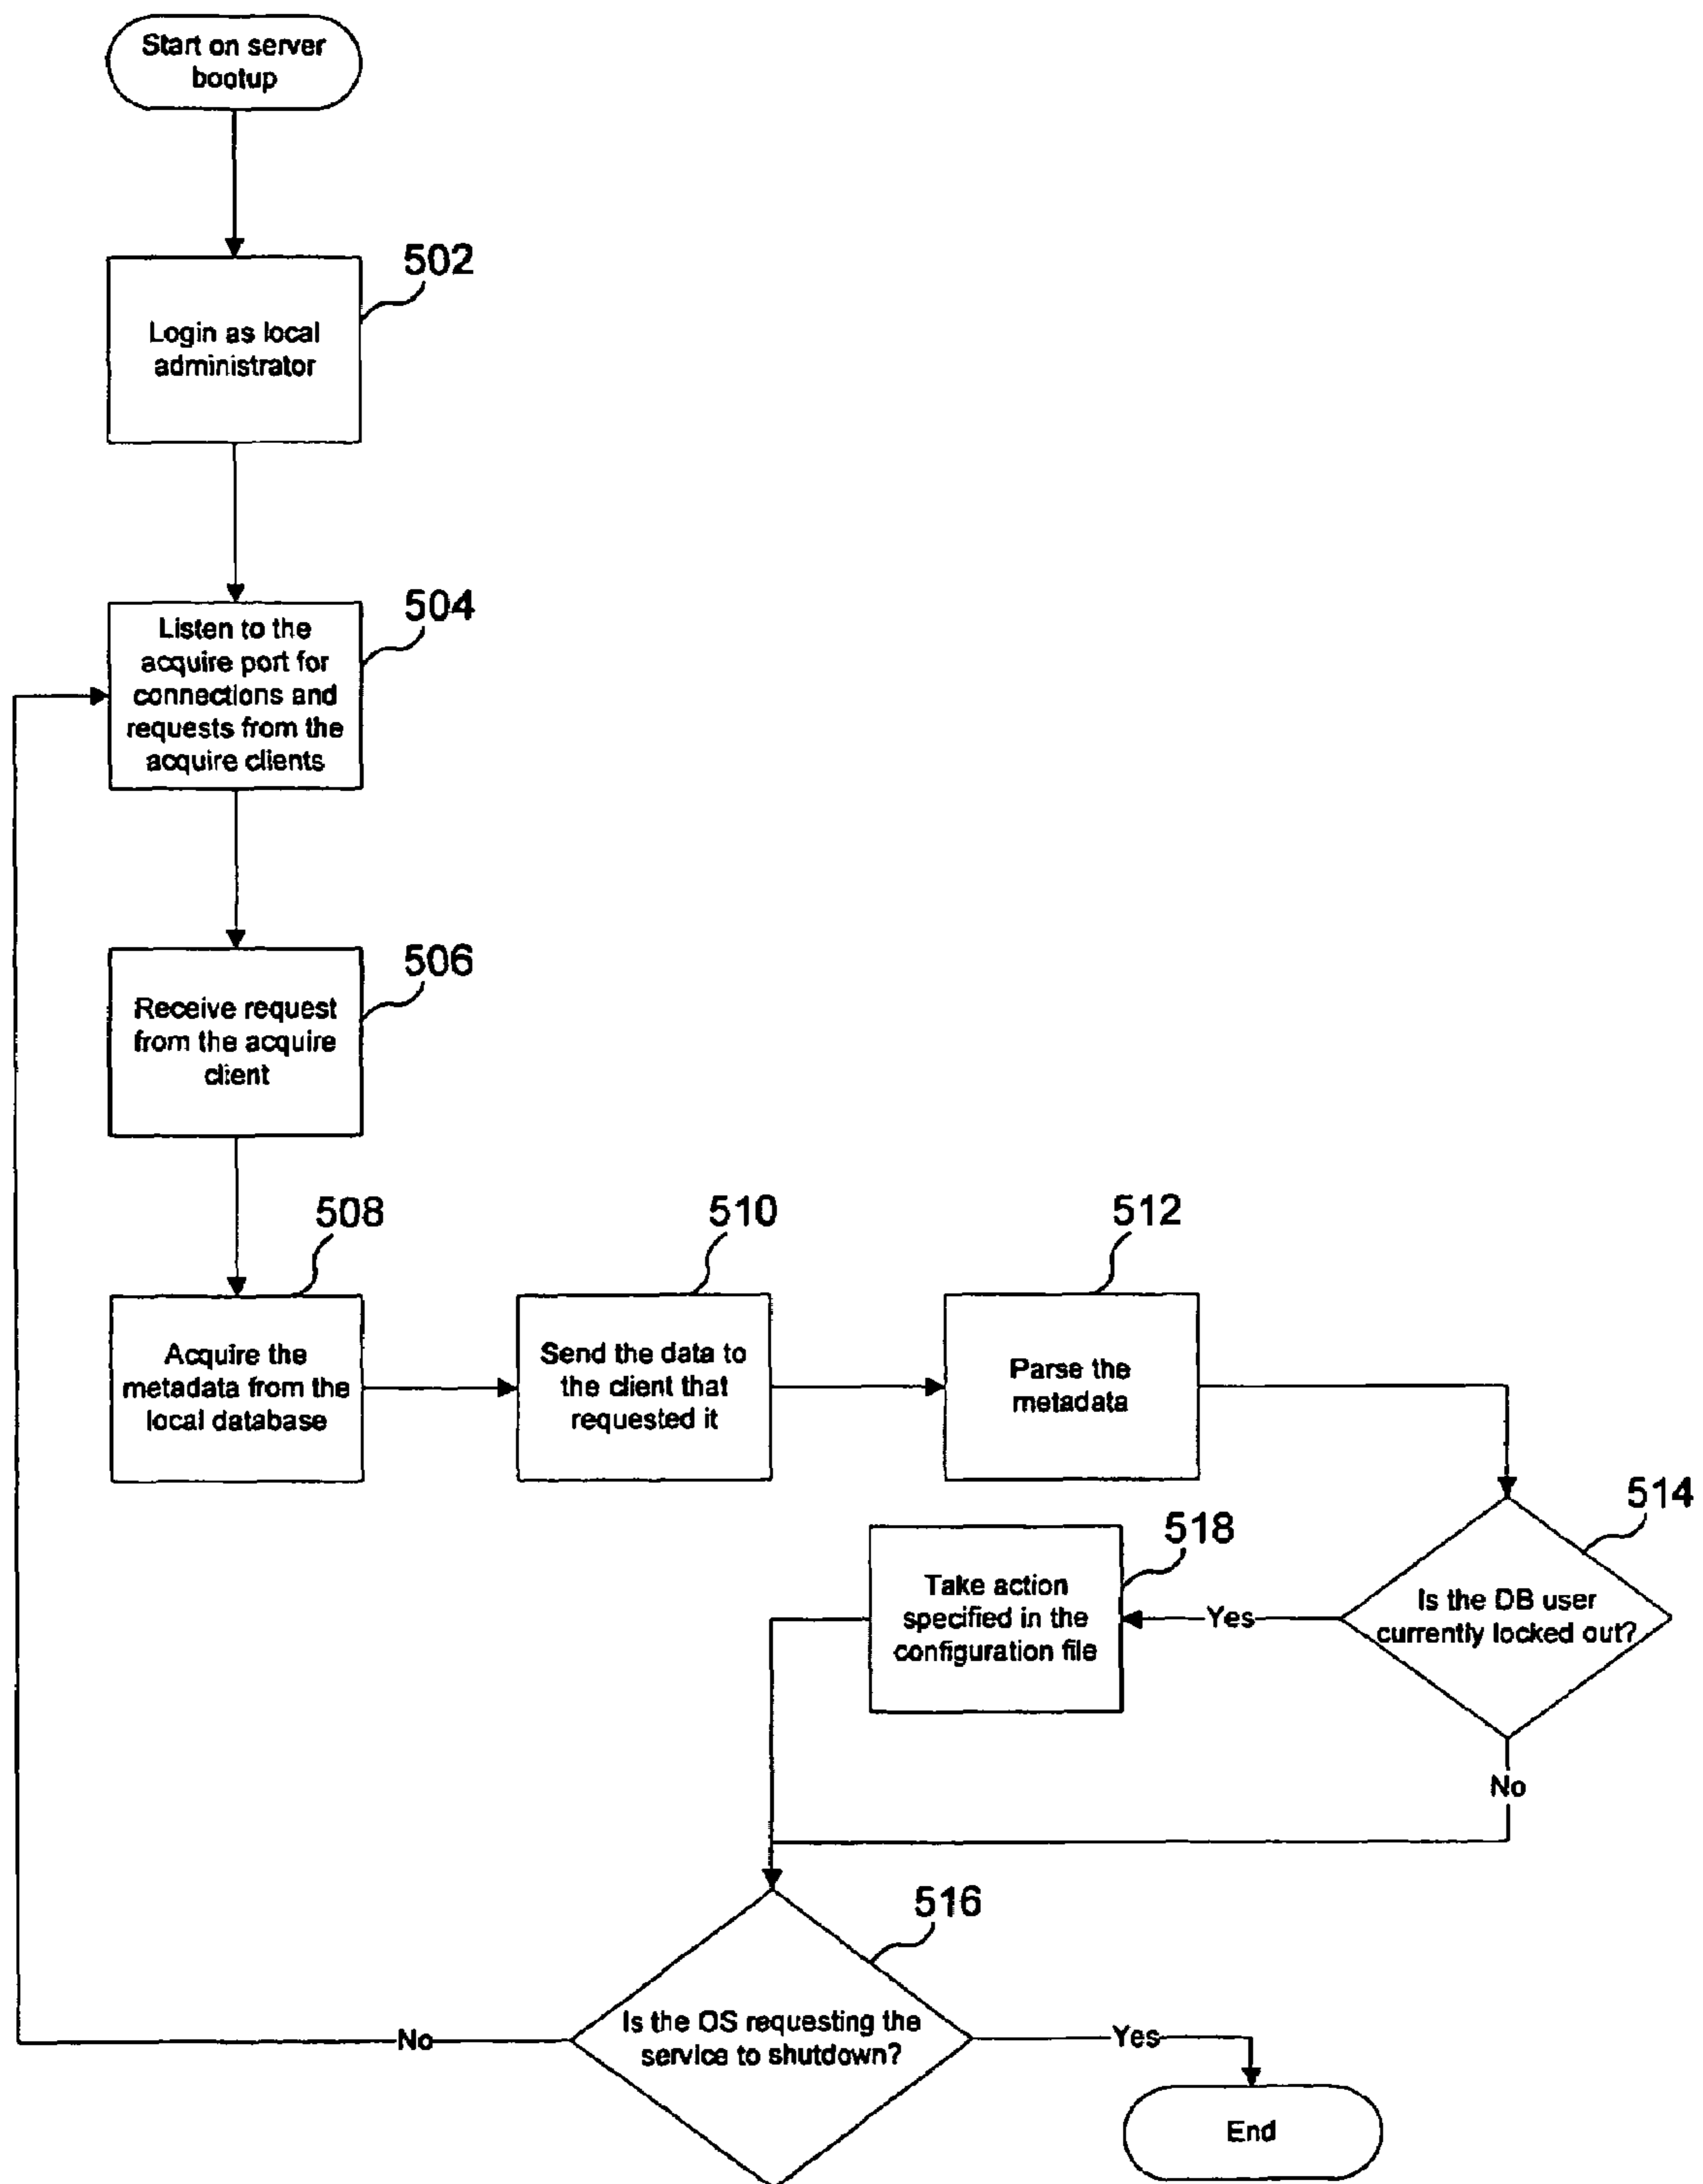 Start on server
bootup
502
Login as local
administrator
504
Listen to the
acquire port for
connections and
requests from the
acquire clients
506
Receive request
from the acquire
client
508
510
512
Acquire the
metadata from the
local database
Send the data to
the client that
requested it
Parse the
metadata
514
518
Take action
specified in the
configuration file
Yes
Is the DB user
currently locked out?
No
516
Is the OS requesting the
service to shutdown?
No
Yes
End